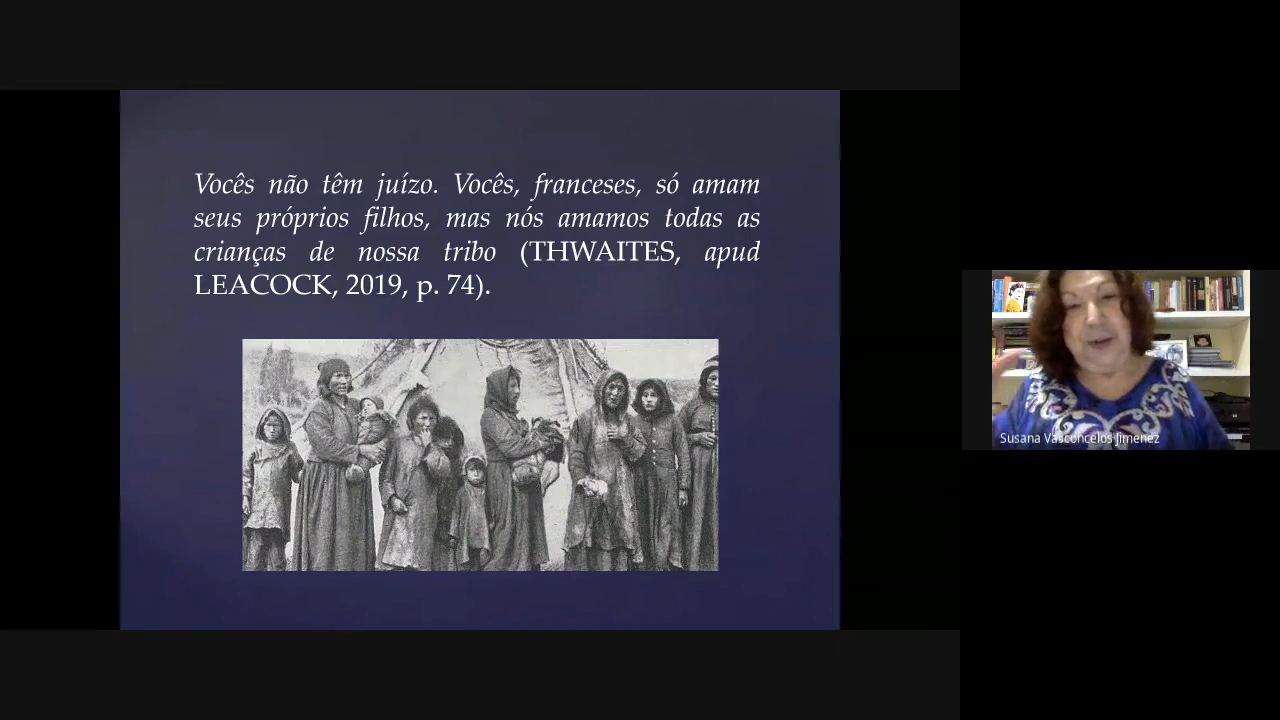 Vocês não têm juízo. Vocês, franceses, só amam
seus próprios filhos, mas nós amamos todas as
crianças de nossa tribo (THWAITES, apud
LEACOCK, 2019, p. 74).
Susana Vasconcelos Jimenez